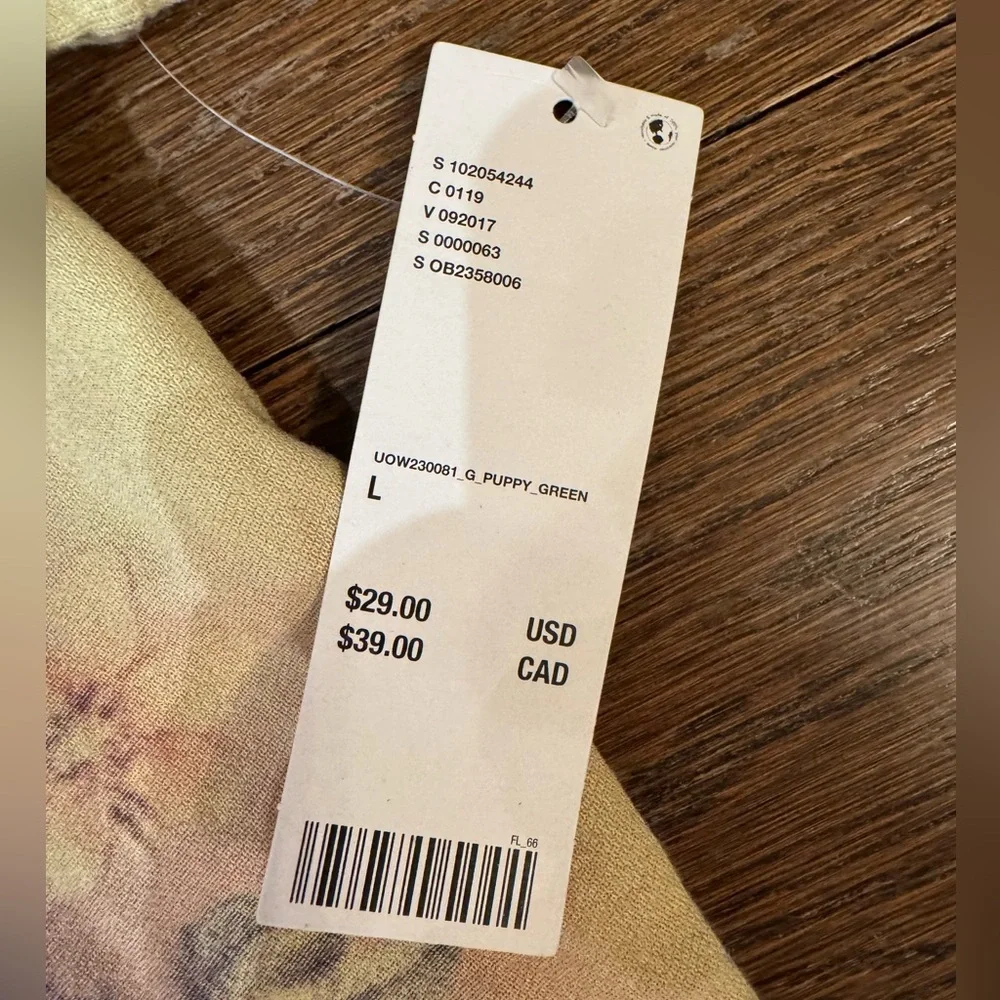 S 102054244
C 0119
V 092017
S 0000063
S OB2358006
UOW230081_G_PUPPY_GREEN
L
$29.00 USD
$39.00 CAD
FL_66